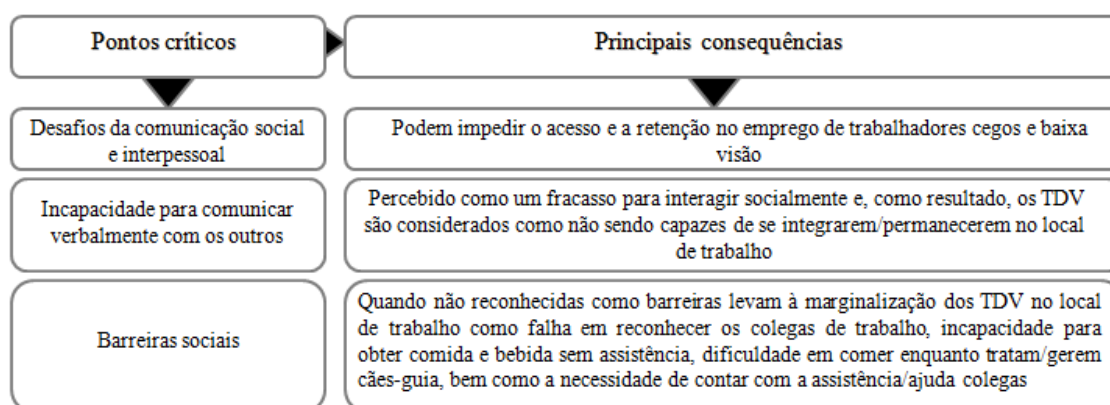 Pontos críticos
Principais consequências
Desafios da comunicação social
e interpessoal
Podem impedir o acesso e a retenção no emprego de trabalhadores cegos e baixa
visão
Incapacidade para comunicar
verbalmente com os outros
Percebido como um fracasso para interagir socialmente e, como resultado, os TDV
são considerados como não sendo capazes de se integrarem/permanecerem no local
de trabalho
Barreiras sociais
Quando não reconhecidas como barreiras levam à marginalização dos TDV no local
de trabalho como falha em reconhecer os colegas de trabalho, incapacidade para
obter comida e bebida sem assistência, dificuldade em comer enquanto tratam/gerem
cães-guia, bem como a necessidade de contar com a assistência/ajuda colegas